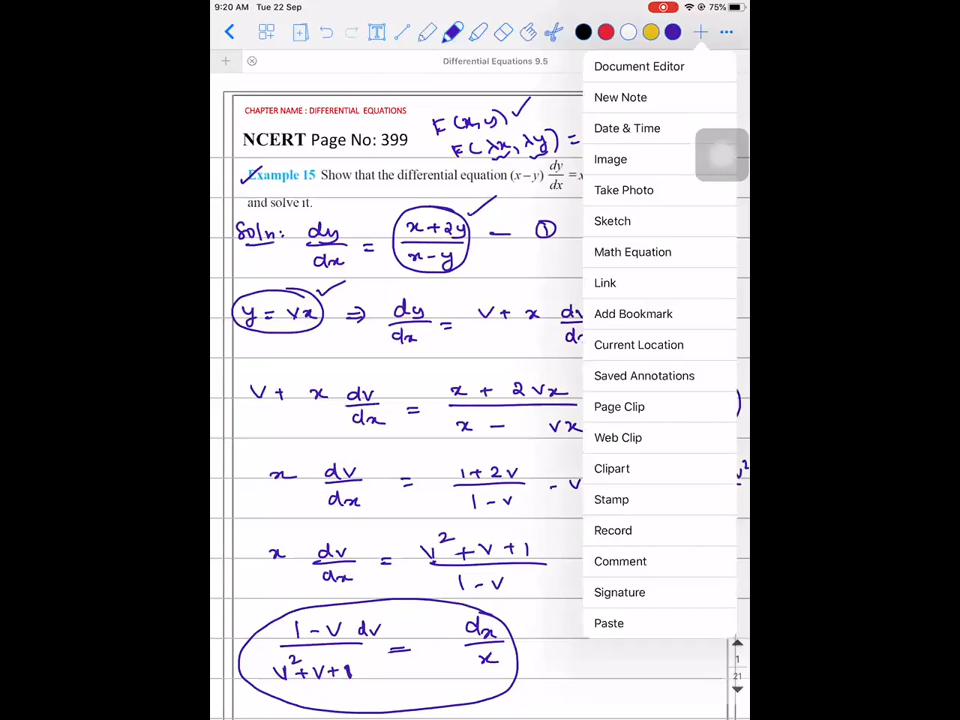 9:20 AM Tue 22 Sep 75%
Differential Equations 9.5
CHAPTER NAME : DIFFERENTIAL EQUATIONS
NCERT Page No: 399
F(x,y) ✓
F(λx, λy) =
Example 15 Show that the differential equation (x−y) dy/dx = x
and solve it.
Soln: dy/dx = (x+2y)/(x−y) — ①
y = vx ⇒ dy/dx = v + x dv/d
v + x dv/dx = (x + 2vx)/(x − vx) )
x dv/dx = (1+2v)/(1−v) - v v²
x dv/dx = (v²+v+1)/(1−v)
(1−v dv)/(v²+v+1) = dx/x
Document Editor
New Note
Date & Time
Image
Take Photo
Sketch
Math Equation
Link
Add Bookmark
Current Location
Saved Annotations
Page Clip
Web Clip
Clipart
Stamp
Record
Comment
Signature
Paste
1
21